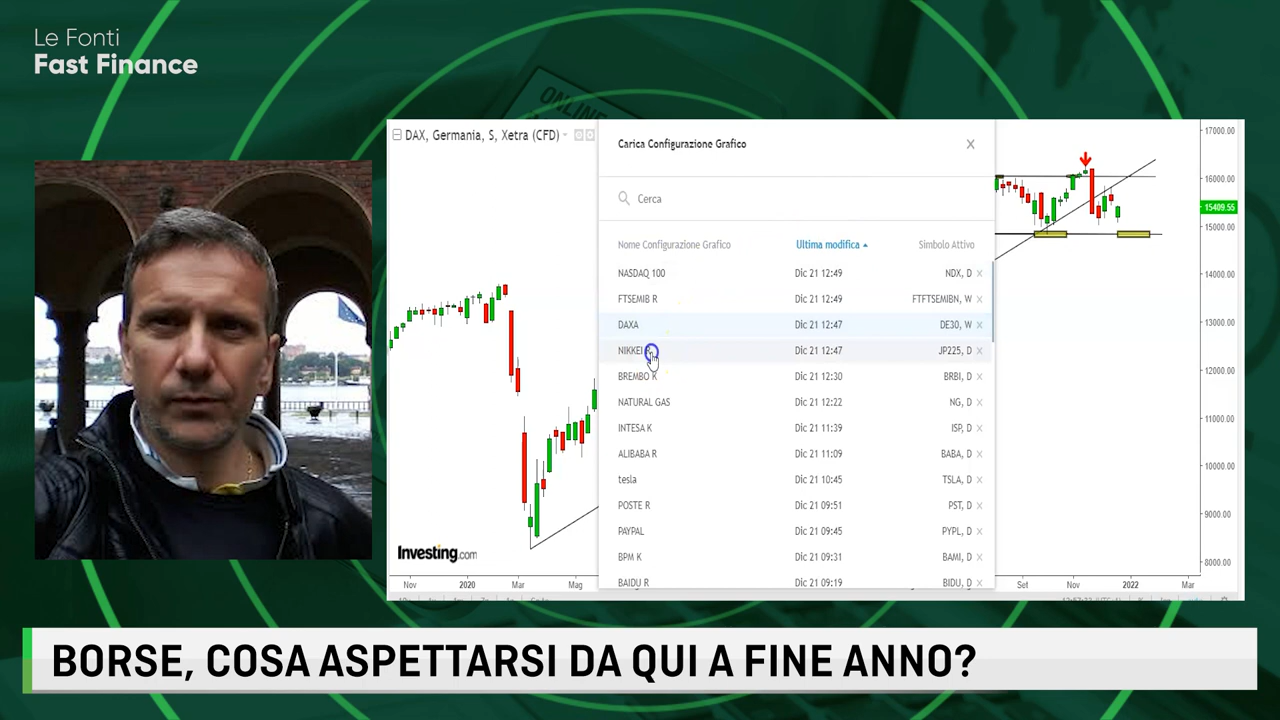 Le Fonti
Fast Finance
ONLINE
DAX, Germania, S, Xetra (CFD)
Carica Configurazione Grafico
Cerca
Nome Configurazione Grafico Ultima modifica Simbolo Attivo
NASDAQ 100 Dic 21 12:49 NDX, D
FTSEMIB R Dic 21 12:49 FTFTSEMIBN, W
DAXA Dic 21 12:47 DE30, W
NIKKEI Dic 21 12:47 JP225, D
BREMBO K Dic 21 12:30 BRBI, D
NATURAL GAS Dic 21 12:22 NG, D
INTESA K Dic 21 11:39 ISP, D
ALIBABA R Dic 21 11:09 BABA, D
tesla Dic 21 10:45 TSLA, D
POSTE R Dic 21 09:51 PST, D
PAYPAL Dic 21 09:45 PYPL, D
BPM K Dic 21 09:31 BAMI, D
BAIDU R Dic 21 09:19 BIDU, D
17000.00
16000.00
15409.55
15000.00
14000.00
13000.00
12000.00
11000.00
10000.00
9000.00
8000.00
Investing.com
Nov 2020 Mar Mag Set Nov 2022 Mar
BORSE, COSA ASPETTARSI DA QUI A FINE ANNO?